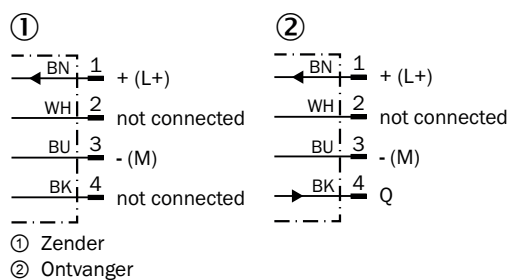 ①
BN 1 + (L+)
WH 2 not connected
BU 3 - (M)
BK 4 not connected
②
BN 1 + (L+)
WH 2 not connected
BU 3 - (M)
BK 4 Q
① Zender
② Ontvanger